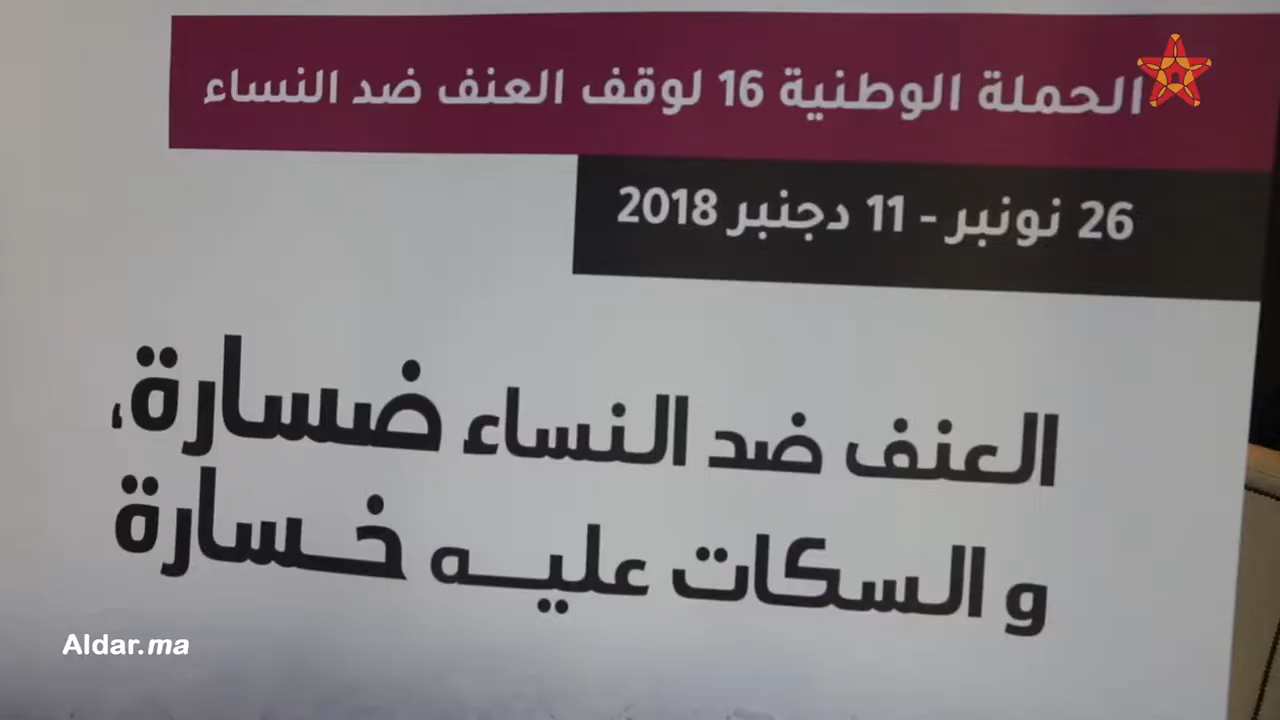 الحملة الوطنية 16 لوقف العنف ضد النساء
26 نونبر - 11 دجنبر 2018
العنف ضد النساء ضسارة،
و السكات عليه خسارة
Aldar.ma